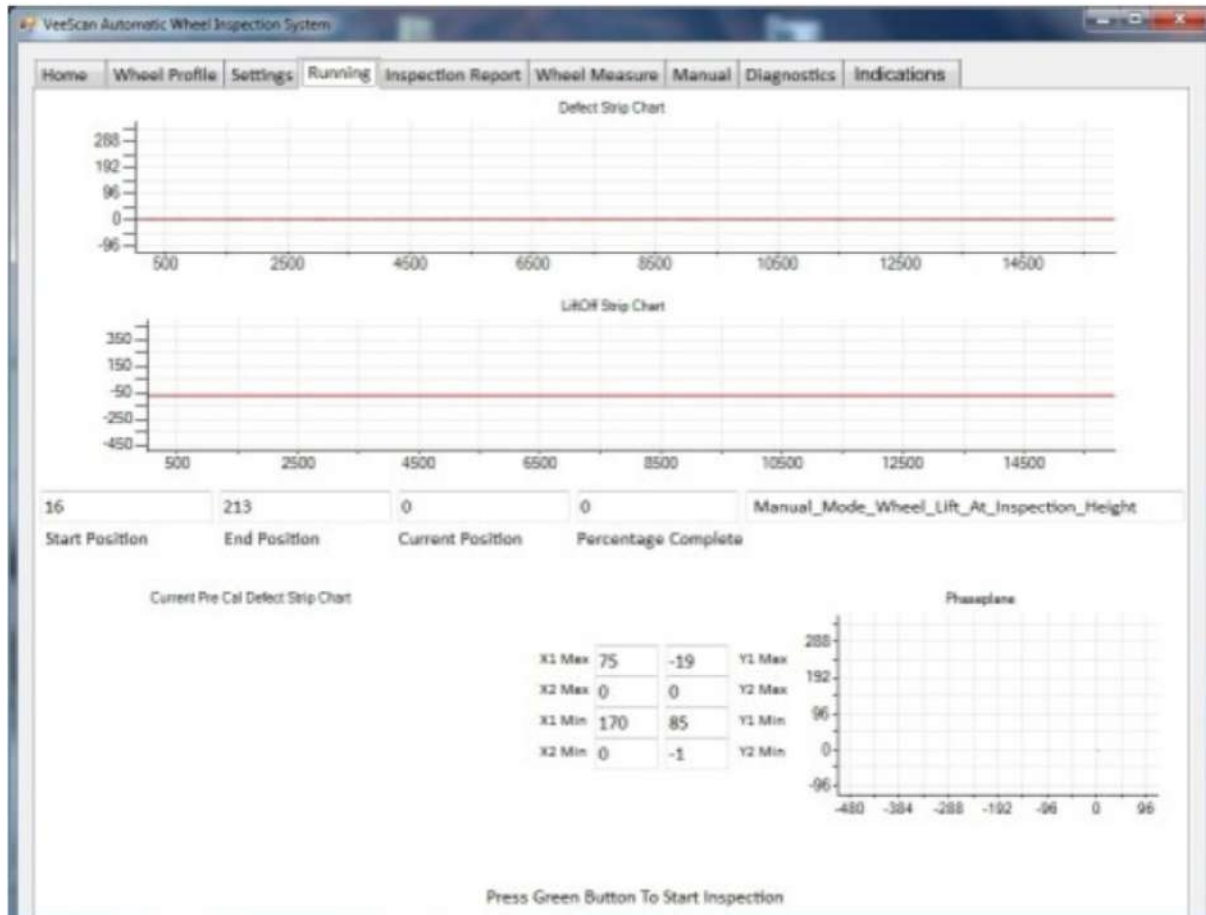 VeeScan Automatic Wheel Inspection System
Home Wheel Profile Settings Running Inspection Report Wheel Measure Manual Diagnostics Indications
Defect Strip Chart
288
192
96
0
-96
500 2500 4500 6500 8500 10500 12500 14500
LiftOff Strip Chart
350
150
-50
-250
-450
500 2500 4500 6500 8500 10500 12500 14500
16 213 0 0 Manual_Mode_Wheel_Lift_At_Inspection_Height
Start Position End Position Current Position Percentage Complete
Current Pre Cal Defect Strip Chart
X1 Max 75 -19 Y1 Max
X2 Max 0 0 Y2 Max
X1 Min 170 85 Y1 Min
X2 Min 0 -1 Y2 Min
Phaseplane
288
192
96
0
-96
-480 -384 -288 -192 -96 0 96
Press Green Button To Start Inspection